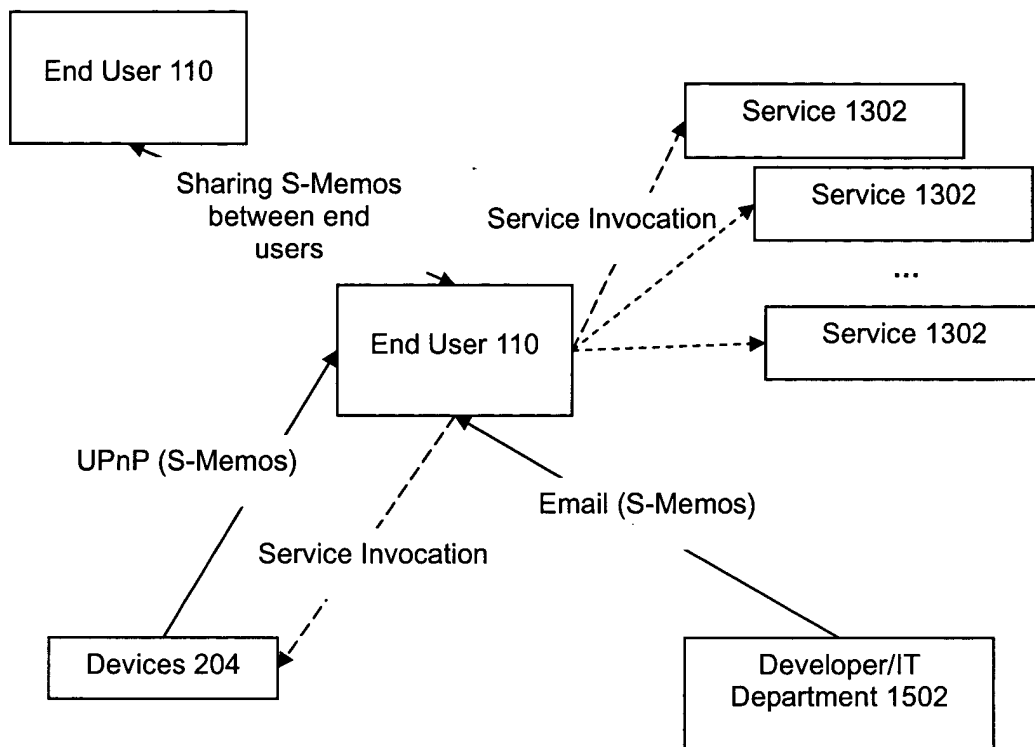 End User 110
Service 1302
Sharing S-Memos
between end
users
Service 1302
Service Invocation
...
End User 110
Service 1302
UPnP (S-Memos)
Email (S-Memos)
Service Invocation
Devices 204
Developer/IT
Department 1502